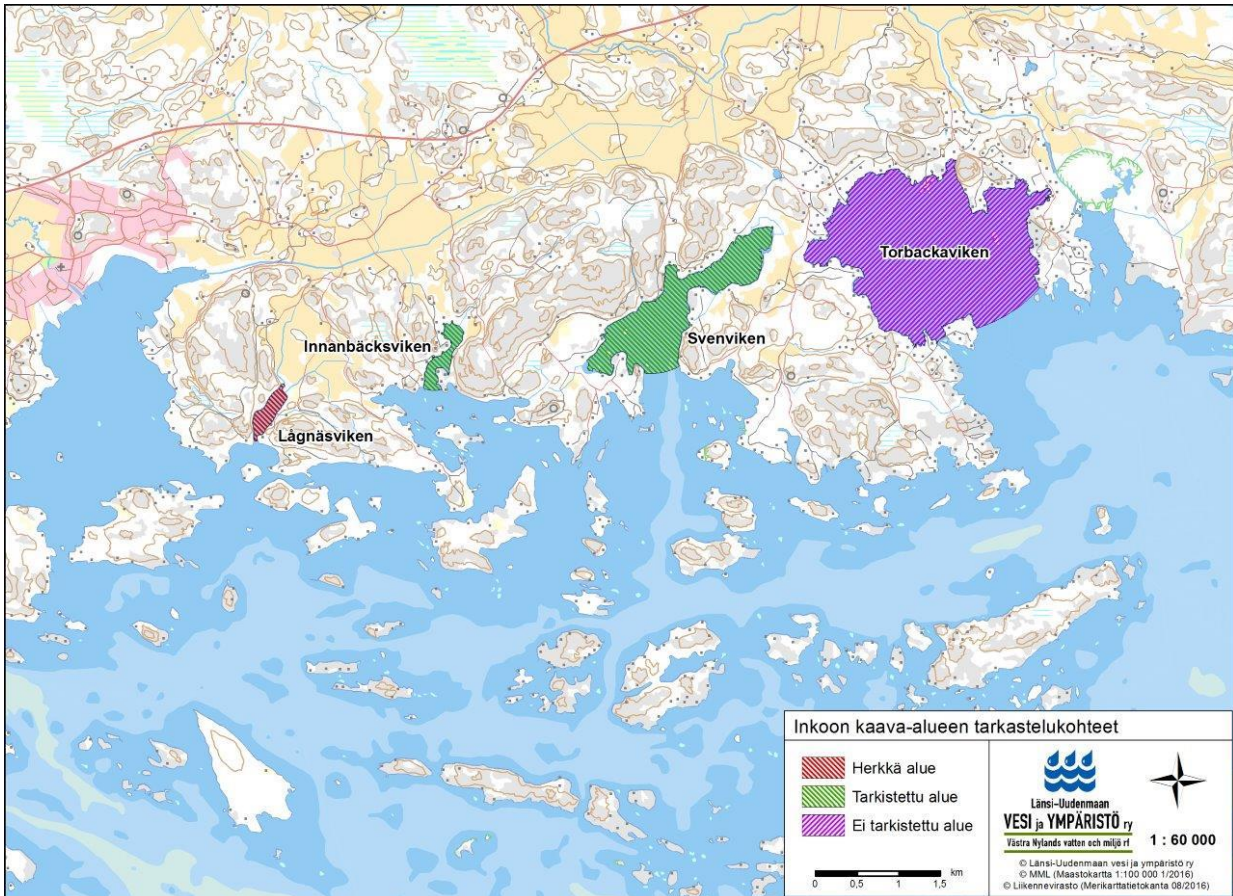 Torbackaviken
Svenviken
Innanbäcksviken
Lågnäsviken
Inkoon kaava-alueen tarkastelukohteet
Herkkä alue
Tarkistettu alue
Ei tarkistettu alue
0 0,5 1 1,5 km
Länsi-Uudenmaan
VESI ja YMPÄRISTÖ ry
Västra Nylands vatten och miljö rf
1 : 60 000
© Länsi-Uudenmaan vesi ja ympäristö ry
© MML (Maastokartta 1:100 000 1/2016)
© Liikennevirasto (Merikarttatietokanta 08/2016)